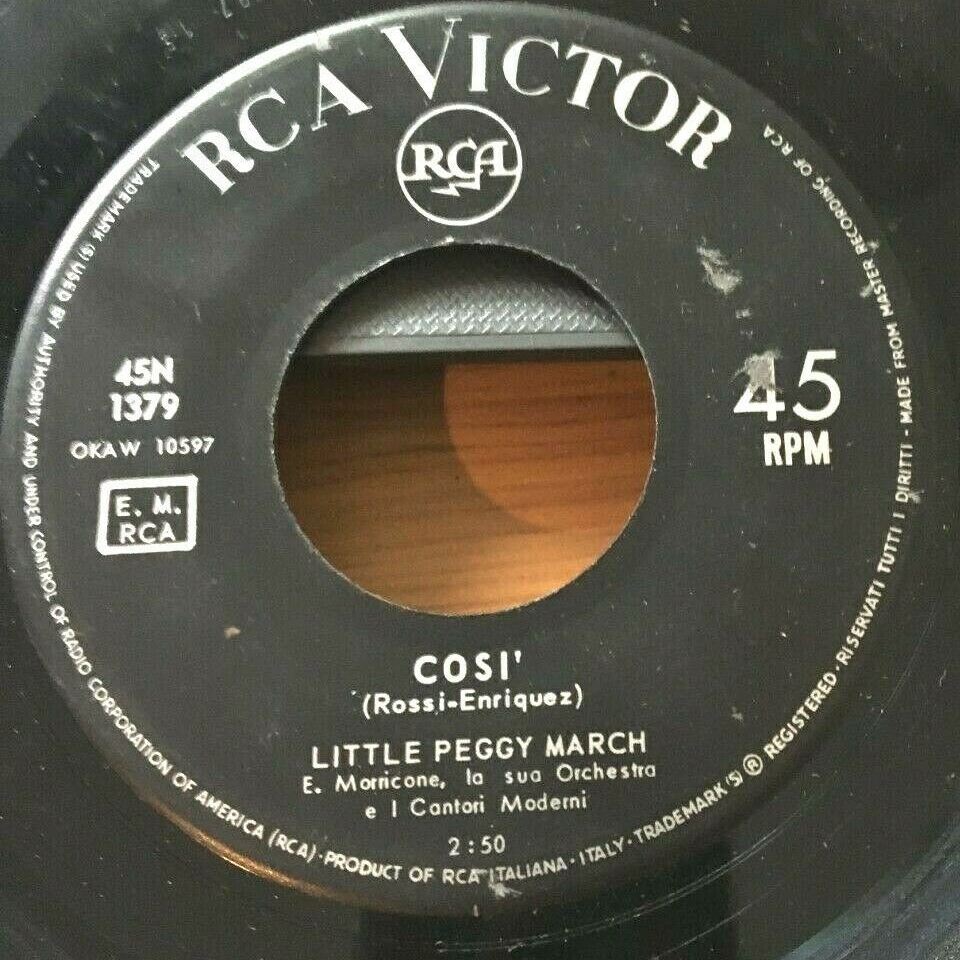 RCA VICTOR
RCA
45N
1379
OKAW 10597
E. M.
RCA
45
RPM
COSI'
(Rossi-Enriquez)
LITTLE PEGGY MARCH
E. Morricone, la sua Orchestra
e I Cantori Moderni
2:50
TRADEMARK (S) USED BY AUTHORITY AND UNDER CONTROL OF RADIO CORPORATION OF AMERICA (RCA) · PRODUCT OF RCA ITALIANA · ITALY · TRADEMARK (S) ® REGISTERED · RISERVATI TUTTI I DIRITTI - MADE FROM MASTER RECORDING OF RCA